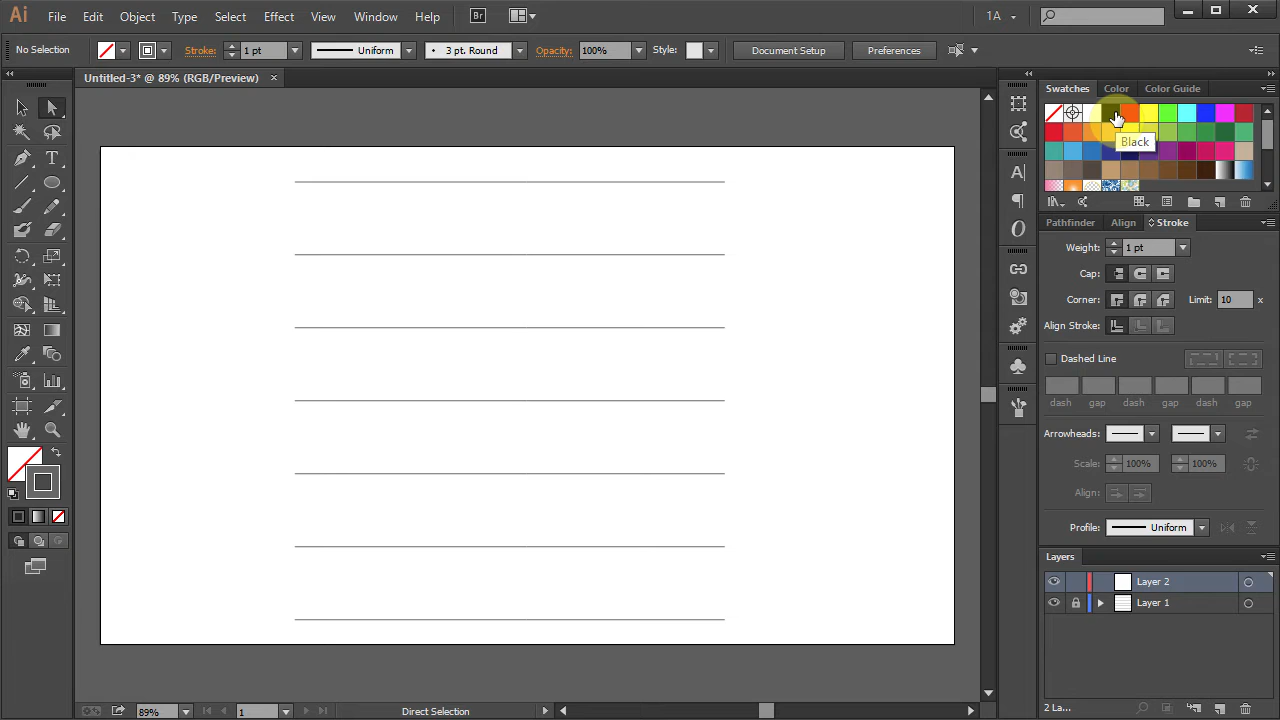 Ai File Edit Object Type Select Effect View Window Help Br 1A
No Selection Stroke: 1 pt Uniform 3 pt. Round Opacity: 100% Style: Document Setup Preferences
Untitled-3* @ 89% (RGB/Preview) ×
Swatches Color Color Guide
Black
Pathfinder Align Stroke
Weight: 1 pt
Cap:
Corner: Limit: 10 x
Align Stroke:
Dashed Line
dash gap dash gap dash gap
Arrowheads:
Scale: 100% 100%
Align:
Profile: Uniform
Layers
Layer 2
Layer 1
89% 1 Direct Selection 2 La...